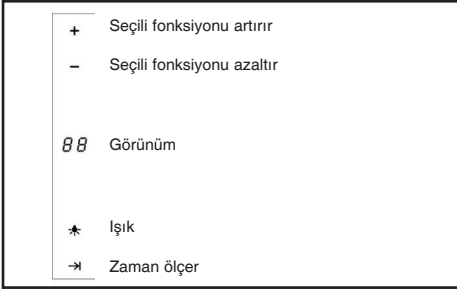 + Seçili fonksiyonu artırır
– Seçili fonksiyonu azaltır
88 Görünüm
Işık
Zaman ölçer